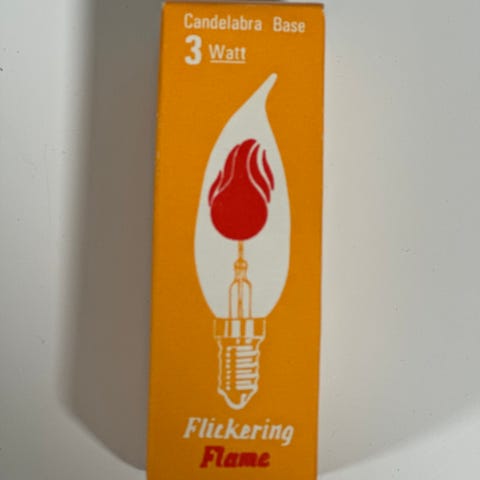 Candelabra Base
3 Watt
Flickering
Flame